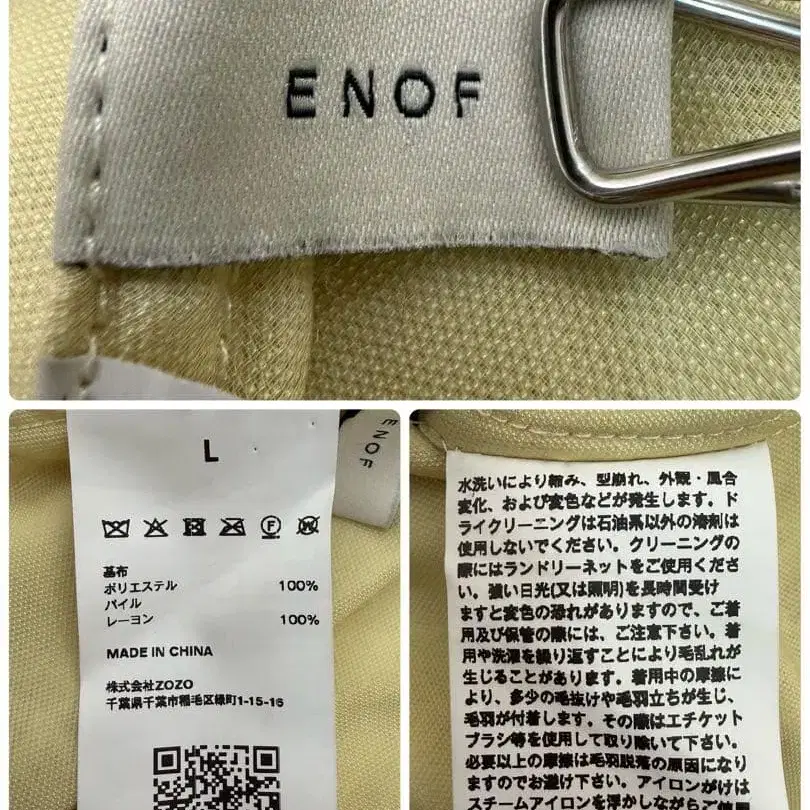 ENOF
L
ENOF
基布
ポリエステル 100%
パイル
レーヨン 100%
MADE IN CHINA
株式会社ZOZO
千葉県千葉市稲毛区緑町1-15-16
水洗いにより縮み、型崩れ、外観・風合
変化、および変色などが発生します。ド
ライクリーニングは石油系以外の溶剤は
使用しないでください。クリーニングの
際にはランドリーネットをご使用くださ
い。強い日光(又は照明)を長時間受け
ますと変色の恐れがありますので、ご着
用及び保管の際には、ご注意下さい。着
用や洗濯を繰り返すことにより毛乱れが
生じることがあります。着用中の摩擦に
より、多少の毛抜けや毛羽立ちが生じ、
毛羽が付着します。その際はエチケット
ブラシ等を使用して取り除いて下さい。
必要以上の摩擦は毛羽脱落の原因になり
ますのでお避け下さい。アイロンがけは
スチームアイロンを浮かしながら